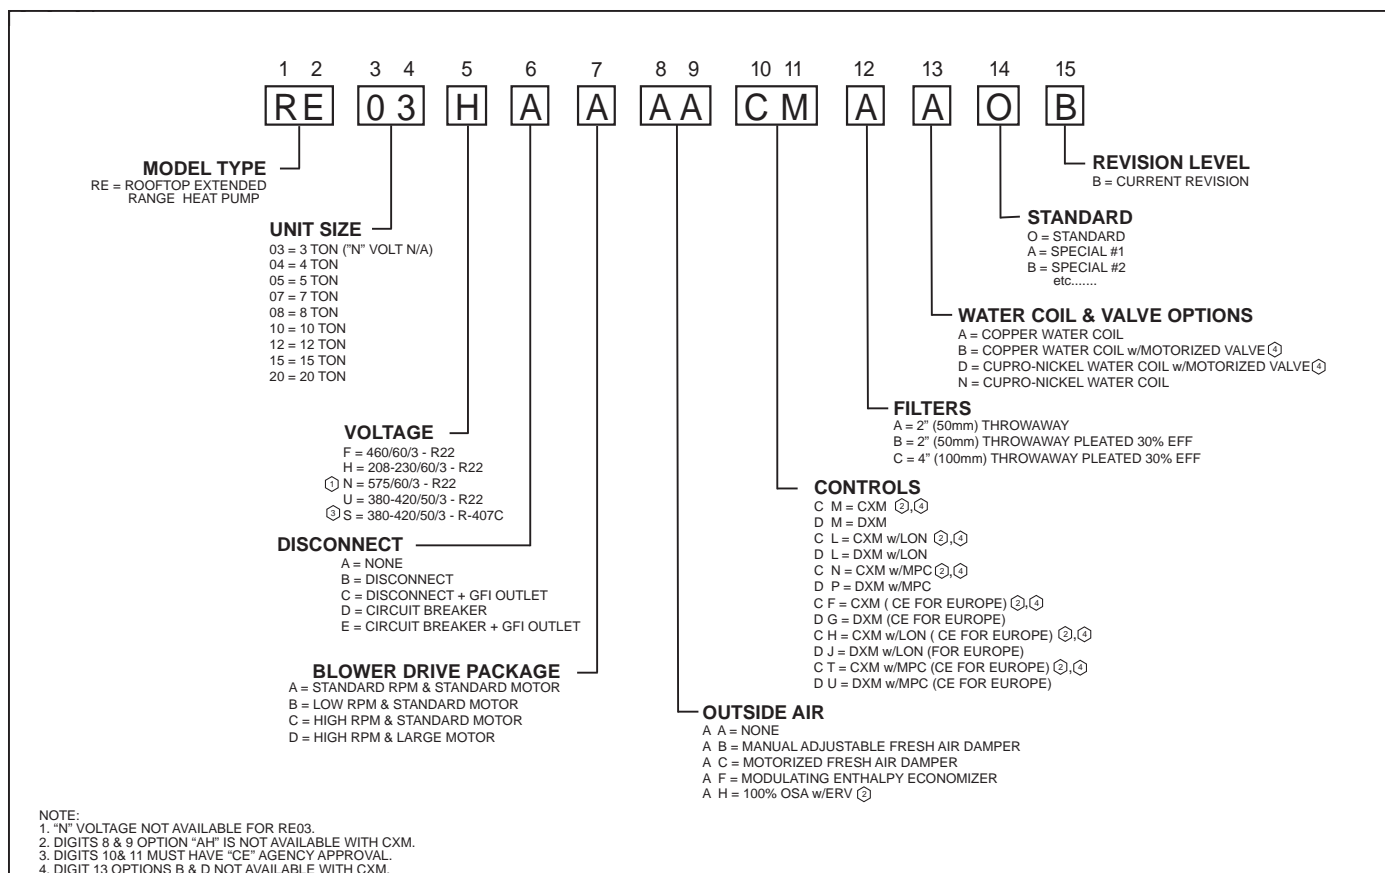 1 2 3 4 5 6 7 8 9 10 11 12 13 14 15
RE 03 H A A AA CM A A O B
MODEL TYPE
RE = ROOFTOP EXTENDED
RANGE HEAT PUMP
REVISION LEVEL
B = CURRENT REVISION
UNIT SIZE
03 = 3 TON ("N" VOLT N/A)
04 = 4 TON
05 = 5 TON
07 = 7 TON
08 = 8 TON
10 = 10 TON
12 = 12 TON
15 = 15 TON
20 = 20 TON
STANDARD
O = STANDARD
A = SPECIAL #1
B = SPECIAL #2
etc.......
WATER COIL & VALVE OPTIONS
A = COPPER WATER COIL
B = COPPER WATER COIL w/MOTORIZED VALVE 4
D = CUPRO-NICKEL WATER COIL w/MOTORIZED VALVE 4
N = CUPRO-NICKEL WATER COIL
FILTERS
A = 2" (50mm) THROWAWAY
B = 2" (50mm) THROWAWAY PLEATED 30% EFF
C = 4" (100mm) THROWAWAY PLEATED 30% EFF
VOLTAGE
F = 460/60/3 - R22
H = 208-230/60/3 - R22
1 N = 575/60/3 - R22
U = 380-420/50/3 - R22
3 S = 380-420/50/3 - R-407C
CONTROLS
C M = CXM 2,4
D M = DXM
C L = CXM w/LON 2,4
D L = DXM w/LON
C N = CXM w/MPC 2,4
D P = DXM w/MPC
C F = CXM ( CE FOR EUROPE) 2,4
D G = DXM (CE FOR EUROPE)
C H = CXM w/LON ( CE FOR EUROPE) 2,4
D J = DXM w/LON (FOR EUROPE)
C T = CXM w/MPC (CE FOR EUROPE) 2,4
D U = DXM w/MPC (CE FOR EUROPE)
DISCONNECT
A = NONE
B = DISCONNECT
C = DISCONNECT + GFI OUTLET
D = CIRCUIT BREAKER
E = CIRCUIT BREAKER + GFI OUTLET
BLOWER DRIVE PACKAGE
A = STANDARD RPM & STANDARD MOTOR
B = LOW RPM & STANDARD MOTOR
C = HIGH RPM & STANDARD MOTOR
D = HIGH RPM & LARGE MOTOR
OUTSIDE AIR
A A = NONE
A B = MANUAL ADJUSTABLE FRESH AIR DAMPER
A C = MOTORIZED FRESH AIR DAMPER
A F = MODULATING ENTHALPY ECONOMIZER
A H = 100% OSA w/ERV 2
NOTE:
1. "N" VOLTAGE NOT AVAILABLE FOR RE03.
2. DIGITS 8 & 9 OPTION "AH" IS NOT AVAILABLE WITH CXM.
3. DIGITS 10& 11 MUST HAVE "CE" AGENCY APPROVAL.
4. DIGIT 13 OPTIONS B & D NOT AVAILABLE WITH CXM.